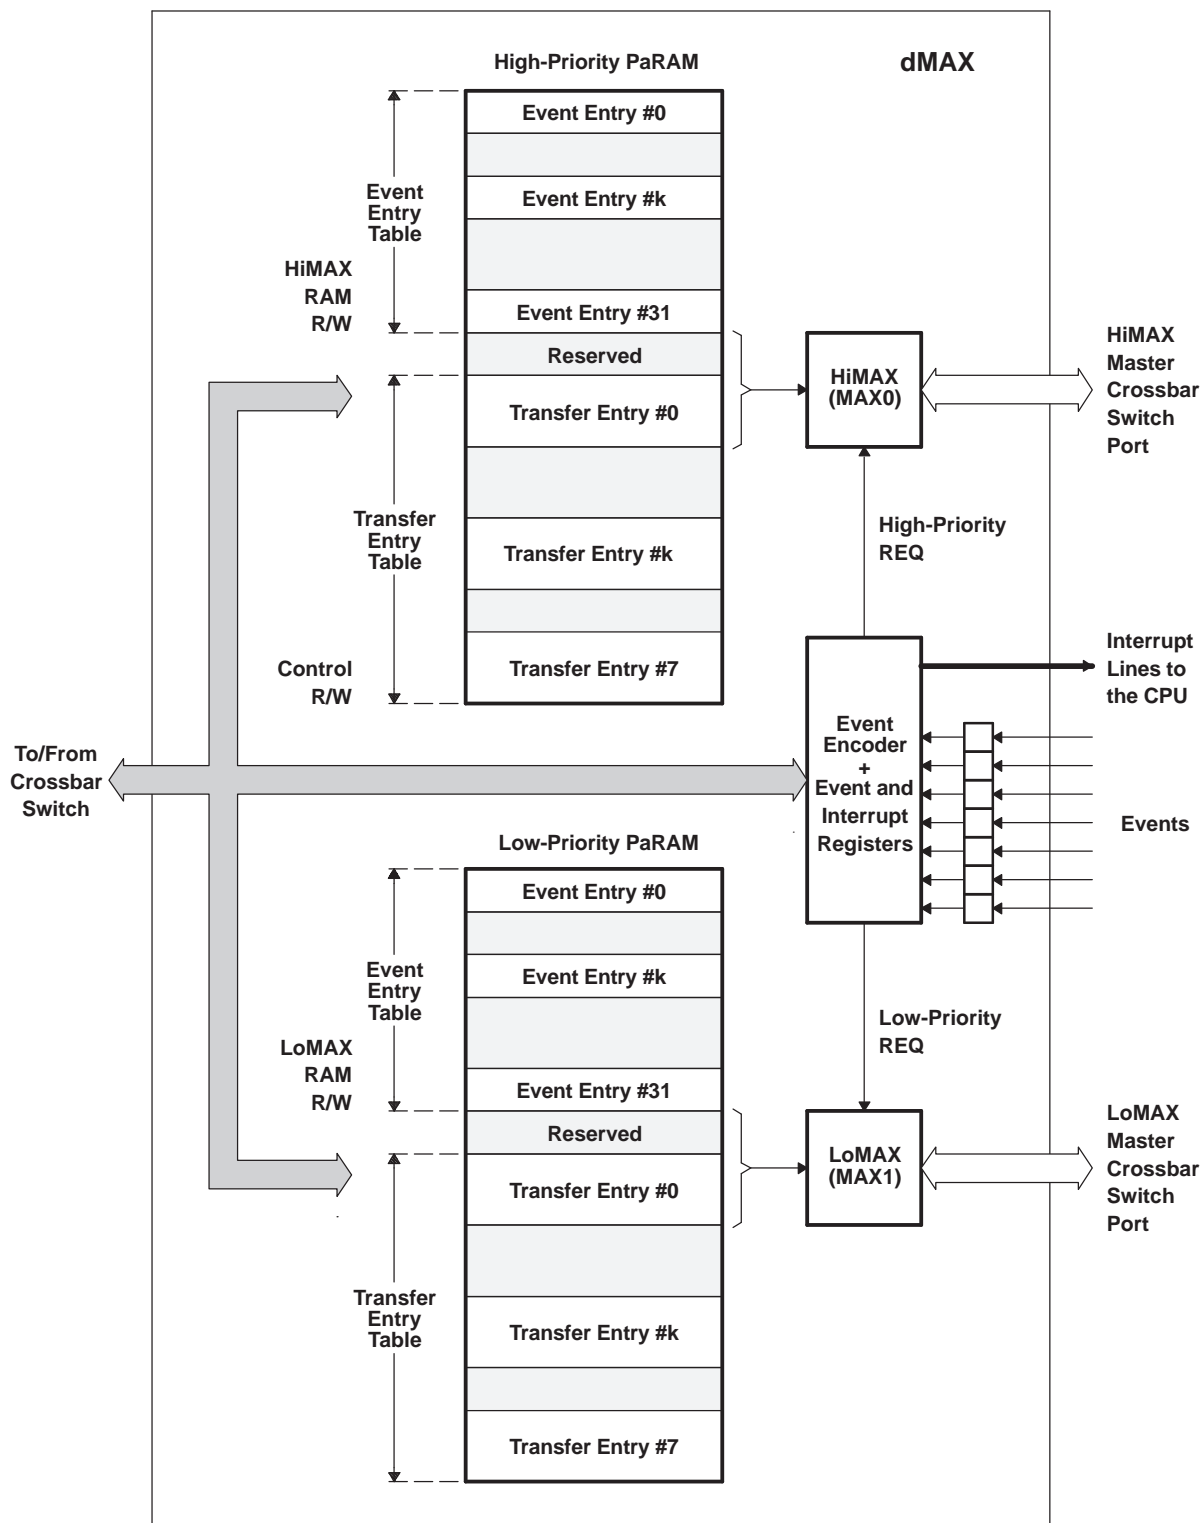 High-Priority PaRAM
dMAX
Event Entry #0
Event Entry #k
Event
Entry
Table
HiMAX
RAM
R/W
Event Entry #31
Reserved
Transfer Entry #0
HiMAX
(MAX0)
HiMAX
Master
Crossbar
Switch
Port
Transfer
Entry
Table
Transfer Entry #k
High-Priority
REQ
Control
R/W
Transfer Entry #7
Interrupt
Lines to
the CPU
Event
Encoder
+
Event and
Interrupt
Registers
To/From
Crossbar
Switch
Events
Low-Priority PaRAM
Event Entry #0
Event Entry #k
Event
Entry
Table
LoMAX
RAM
R/W
Low-Priority
REQ
Event Entry #31
Reserved
Transfer Entry #0
LoMAX
(MAX1)
LoMAX
Master
Crossbar
Switch
Port
Transfer
Entry
Table
Transfer Entry #k
Transfer Entry #7